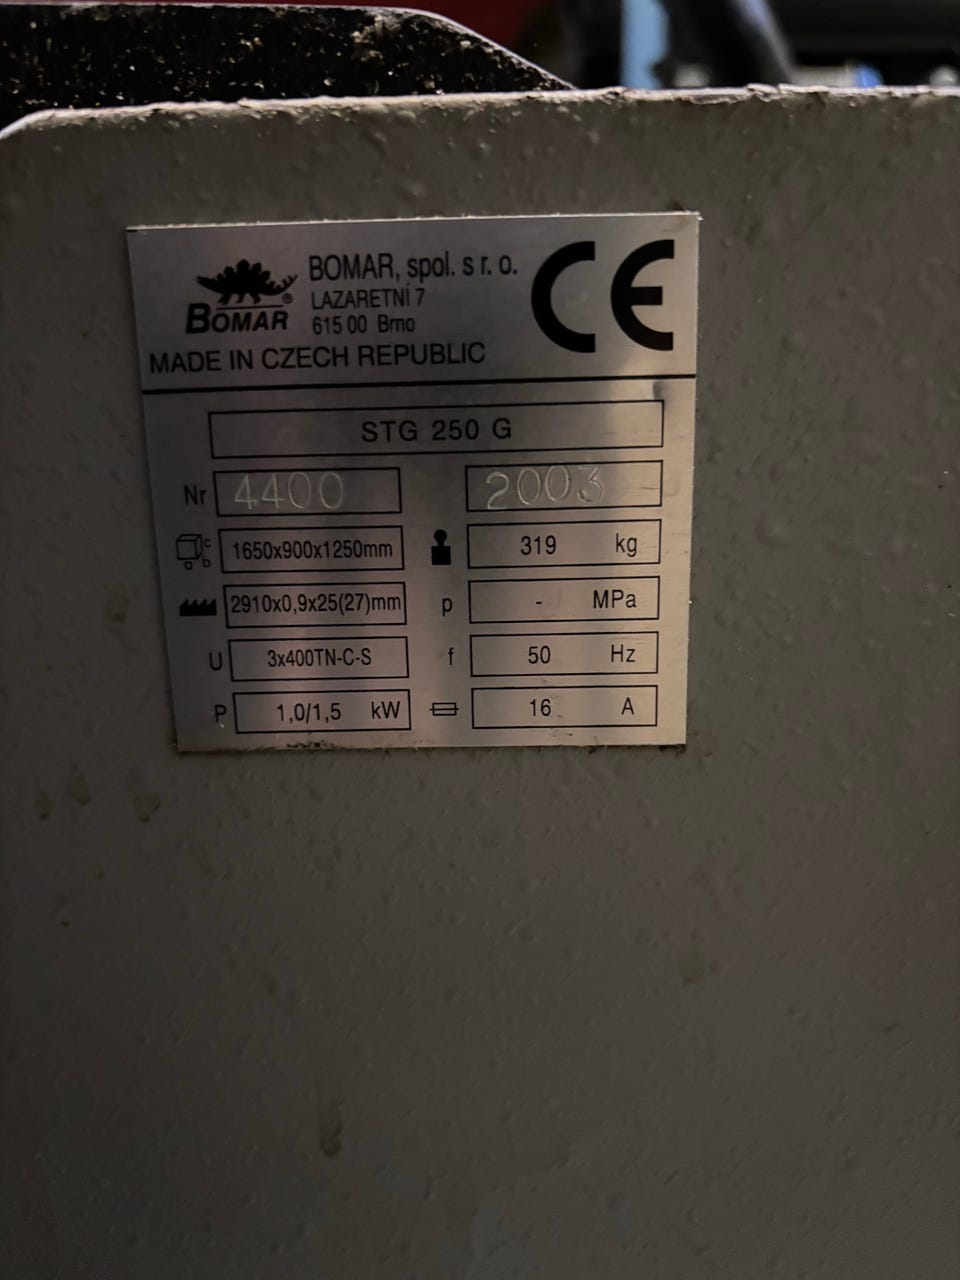 BOMAR®
BOMAR, spol. s r. o.
LAZARETNÍ 7
615 00 Brno
CE
MADE IN CZECH REPUBLIC
STG 250 G
Nr 4400 2003
c b 1650x900x1250mm 319 kg
2910x0,9x25(27)mm p - MPa
U 3x400TN-C-S f 50 Hz
P 1,0/1,5 kW 16 A